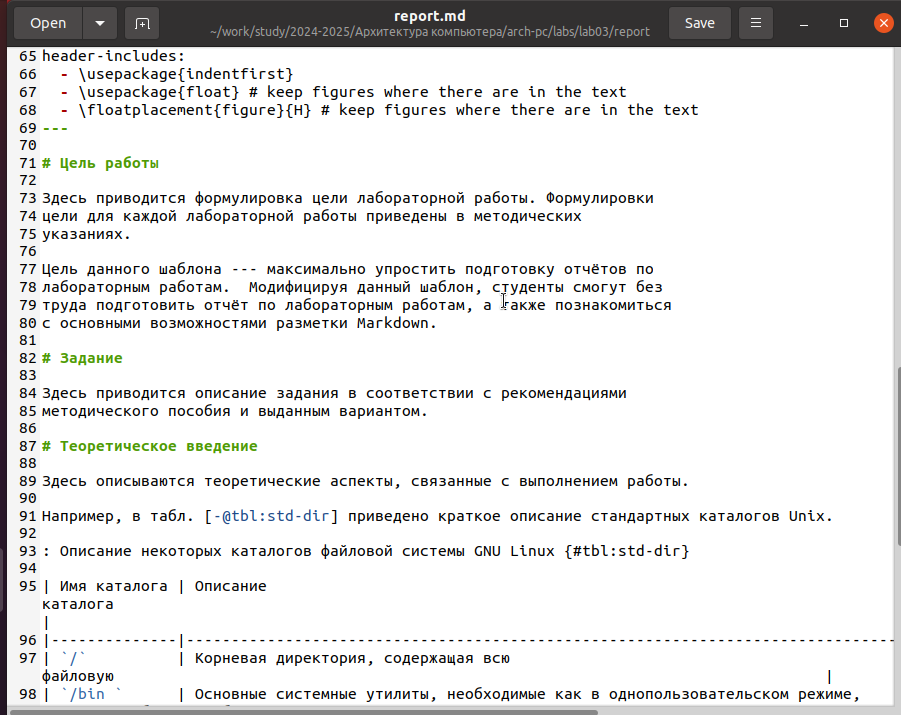 Open
report.md
~/work/study/2024-2025/Архитектура компьютера/arch-pc/labs/lab03/report
Save
65 header-includes:
66   - \usepackage{indentfirst}
67   - \usepackage{float} # keep figures where there are in the text
68   - \floatplacement{figure}{H} # keep figures where there are in the text
69 ---
70
71 # Цель работы
72
73 Здесь приводится формулировка цели лабораторной работы. Формулировки
74 цели для каждой лабораторной работы приведены в методических
75 указаниях.
76
77 Цель данного шаблона --- максимально упростить подготовку отчётов по
78 лабораторным работам.  Модифицируя данный шаблон, студенты смогут без
79 труда подготовить отчёт по лабораторным работам, а также познакомиться
80 с основными возможностями разметки Markdown.
81
82 # Задание
83
84 Здесь приводится описание задания в соответствии с рекомендациями
85 методического пособия и выданным вариантом.
86
87 # Теоретическое введение
88
89 Здесь описываются теоретические аспекты, связанные с выполнением работы.
90
91 Например, в табл. [-@tbl:std-dir] приведено краткое описание стандартных каталогов Unix.
92
93 : Описание некоторых каталогов файловой системы GNU Linux {#tbl:std-dir}
94
95 | Имя каталога | Описание
каталога
|
96 |--------------|------------------------------------------------------------------------------
97 | `/`          | Корневая директория, содержащая всю
файловую                                                                               |
98 | `/bin `      | Основные системные утилиты, необходимые как в однопользовательском режиме,